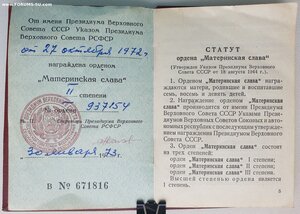 От имени Президиума Верховного
Совета СССР Указом Президиума
Верховного Совета РСФСР
от 27 октября 1972 г.
награждена орденом
„Материнская слава“
II степени
№ 937154
Президиума
Верховного Совета РСФСР
30 января 73 г.
В № 671816
СТАТУТ
ордена „Материнская слава“
(Утвержден Указом Президиума Верховного
Совета СССР от 18 августа 1944 г.)
1. Орденом „Материнская слава“
награждаются матери, родившие и воспитавшие
семь, восемь и девять детей.
2. Награждение орденом „Материнская слава“
производится от имени Президиума Верховного
Совета СССР Указами Президиумов
Верховных Советов Союзных и автономных
республик
3. Орден „Материнская слава“ состоит
из трех степеней:
орден „Материнская слава“ I степени;
орден „Материнская слава“ II степени;
орден „Материнская слава“ III степени.
Высшей степенью ордена является
I степень.
5